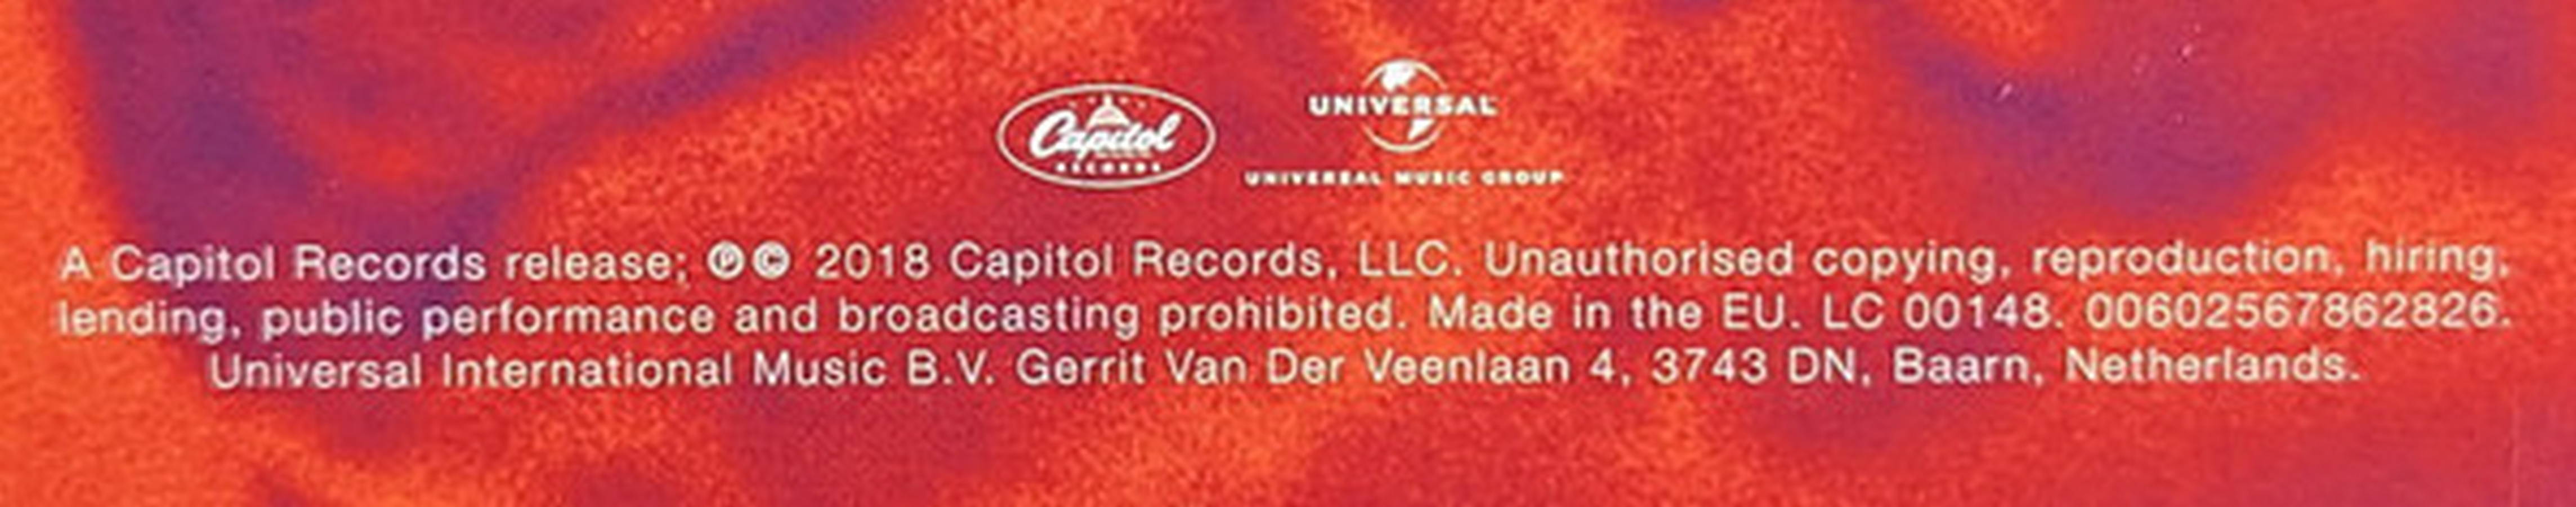 Capitol
RECORDS
UNIVERSAL
UNIVERSAL MUSIC GROUP
A Capitol Records release; ℗© 2018 Capitol Records, LLC. Unauthorised copying, reproduction, hiring,
lending, public performance and broadcasting prohibited. Made in the EU. LC 00148. 00602567862826.
Universal International Music B.V. Gerrit Van Der Veenlaan 4, 3743 DN, Baarn, Netherlands.